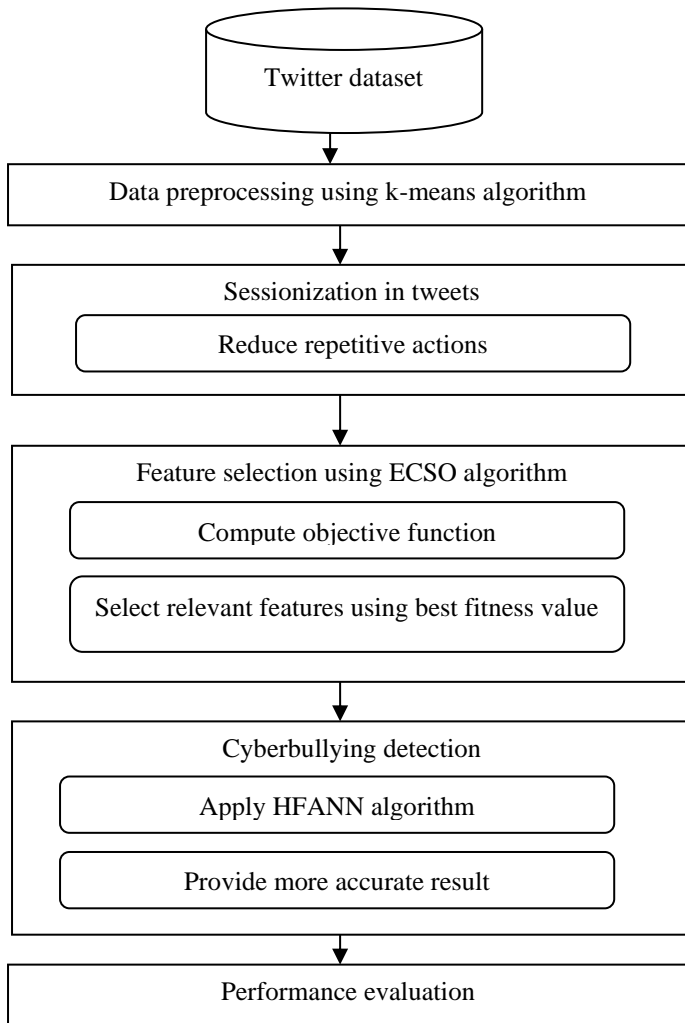 Twitter dataset
Data preprocessing using k-means algorithm
Sessionization in tweets
Reduce repetitive actions
Feature selection using ECSO algorithm
Compute objective function
Select relevant features using best fitness value
Cyberbullying detection
Apply HFANN algorithm
Provide more accurate result
Performance evaluation